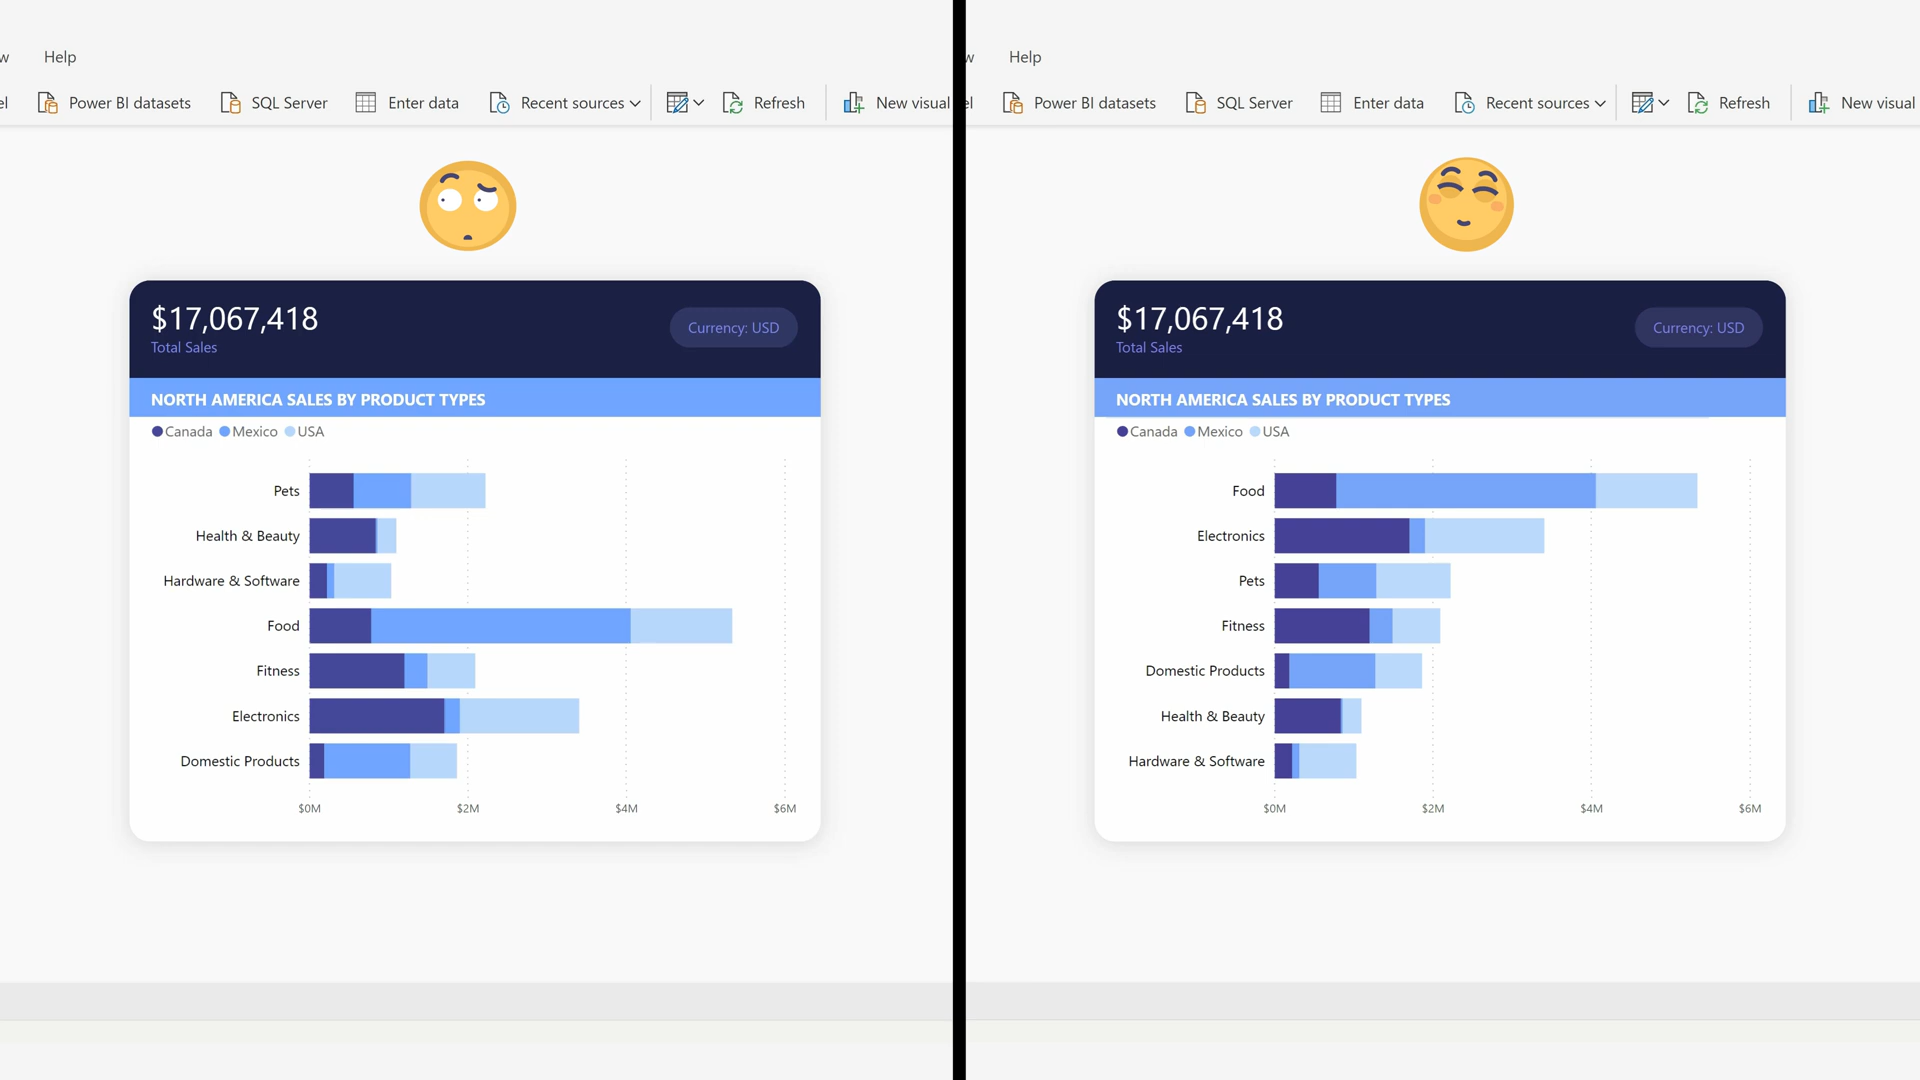 w Help
el Power BI datasets SQL Server Enter data Recent sources Refresh New visual
$17,067,418
Total Sales
Currency: USD
NORTH AMERICA SALES BY PRODUCT TYPES
Canada Mexico USA
Pets
Health & Beauty
Hardware & Software
Food
Fitness
Electronics
Domestic Products
$0M $2M $4M $6M
w Help
el Power BI datasets SQL Server Enter data Recent sources Refresh New visual
$17,067,418
Total Sales
Currency: USD
NORTH AMERICA SALES BY PRODUCT TYPES
Canada Mexico USA
Food
Electronics
Pets
Fitness
Domestic Products
Health & Beauty
Hardware & Software
$0M $2M $4M $6M